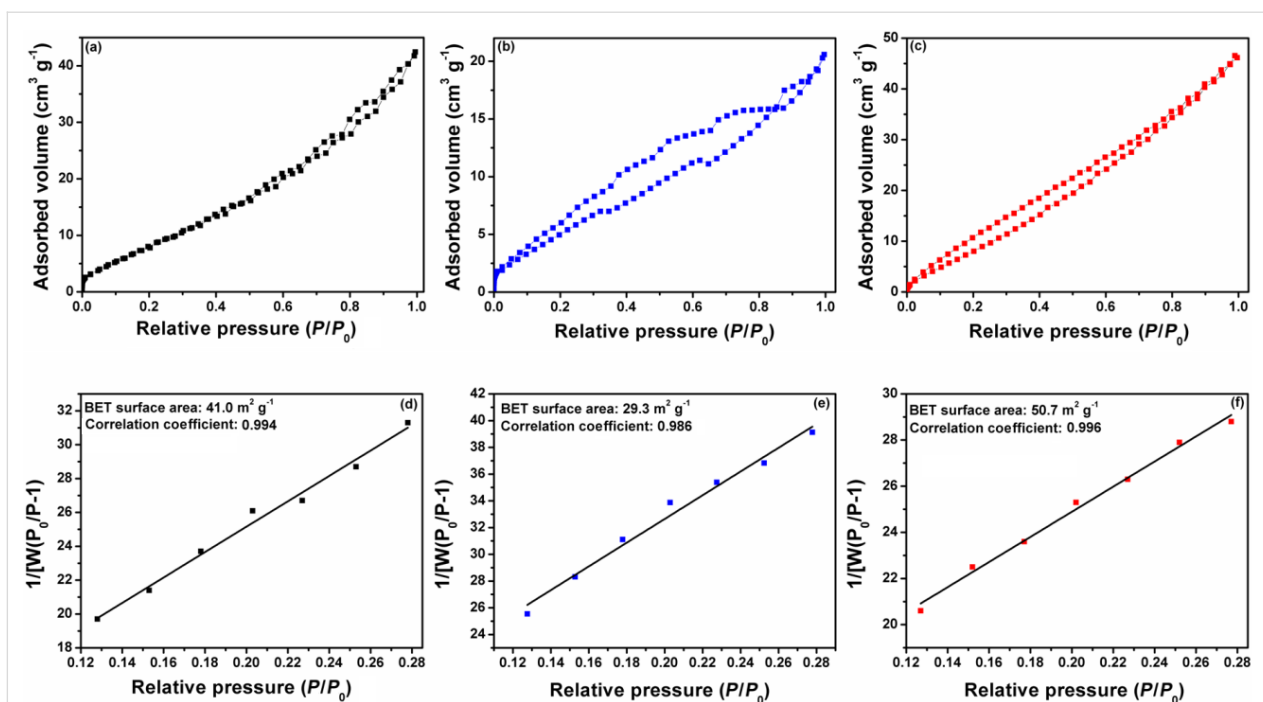 (a)
Adsorbed volume (cm³ g⁻¹)
40
30
20
10
0
0.0 0.2 0.4 0.6 0.8 1.0
Relative pressure (P/P₀)
(b)
Adsorbed volume (cm³ g⁻¹)
20
15
10
5
0
0.0 0.2 0.4 0.6 0.8 1.0
Relative pressure (P/P₀)
(c)
Adsorbed volume (cm³ g⁻¹)
50
40
30
20
10
0
0.0 0.2 0.4 0.6 0.8 1.0
Relative pressure (P/P₀)
BET surface area: 41.0 m² g⁻¹
(d)
Correlation coefficient: 0.994
1/[W(P₀/P-1)
32
30
28
26
24
22
20
18
0.12 0.14 0.16 0.18 0.20 0.22 0.24 0.26 0.28
Relative pressure (P/P₀)
BET surface area: 29.3 m² g⁻¹
(e)
Correlation coefficient: 0.986
1/[W(P₀/P-1)
42
40
38
36
34
32
30
28
26
24
0.12 0.14 0.16 0.18 0.20 0.22 0.24 0.26 0.28
Relative pressure (P/P₀)
BET surface area: 50.7 m² g⁻¹
(f)
Correlation coefficient: 0.996
1/[W(P₀/P-1)
30
28
26
24
22
20
0.12 0.14 0.16 0.18 0.20 0.22 0.24 0.26 0.28
Relative pressure (P/P₀)